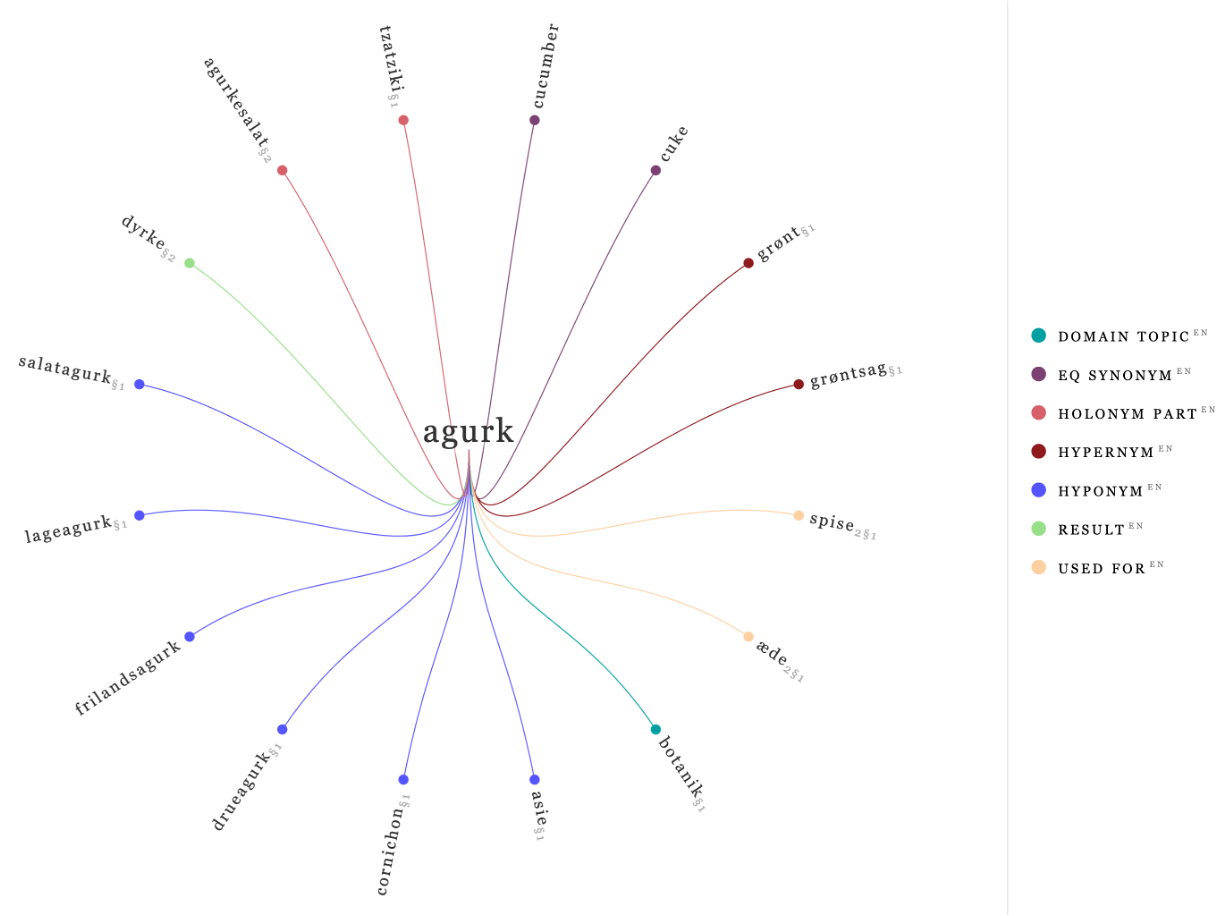 agurk
cucumber
cuke
grønt§1
grøntsag§1
spise2§1
æde2§1
botanik§1
asie§1
cornichon§1
drueagurk§1
frilandsagurk
lageagurk§1
salatagurk§1
dyrke§2
agurkesalat§2
tzatziki§1
DOMAIN TOPIC EN
EQ SYNONYM EN
HOLONYM PART EN
HYPERNYM EN
HYPONYM EN
RESULT EN
USED FOR EN